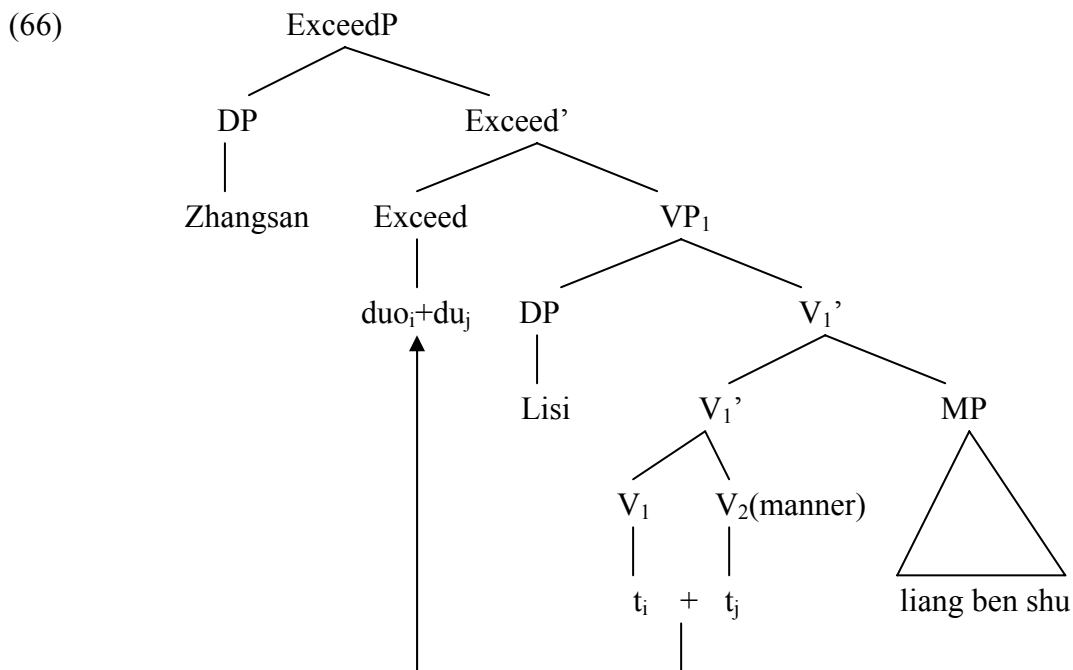 (66) ExceedP
DP Exceed’
Zhangsan Exceed VP₁
duoᵢ+duⱼ DP V₁’
Lisi V₁’ MP
V₁ V₂(manner)
tᵢ + tⱼ liang ben shu